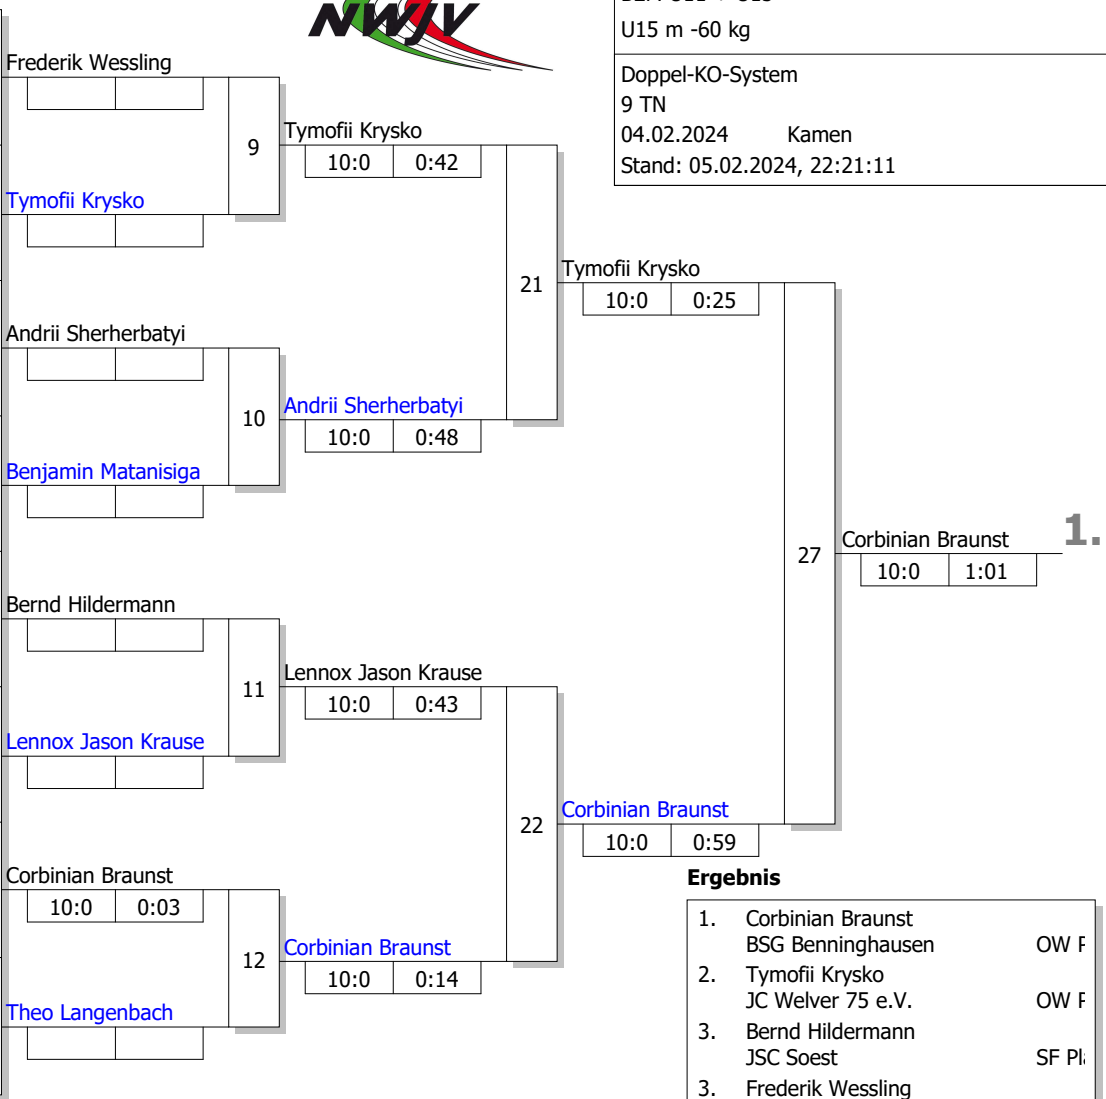 NWJV
U15 m -60 kg
Doppel-KO-System
9 TN
04.02.2024 Kamen
Stand: 05.02.2024, 22:21:11
Frederik Wessling
9
Tymofii Krysko
10:0 0:42
Tymofii Krysko
21
Tymofii Krysko
10:0 0:25
Andrii Sherherbatyi
10
Andrii Sherherbatyi
10:0 0:48
Benjamin Matanisiga
27
Corbinian Braunst
1.
10:0 1:01
Bernd Hildermann
11
Lennox Jason Krause
10:0 0:43
Lennox Jason Krause
22
Corbinian Braunst
10:0 0:59
Corbinian Braunst
10:0 0:03
12
Corbinian Braunst
10:0 0:14
Theo Langenbach
Ergebnis
1. Corbinian Braunst
BSG Benninghausen OW
2. Tymofii Krysko
JC Welver 75 e.V. OW
3. Bernd Hildermann
JSC Soest SF
3. Frederik Wessling